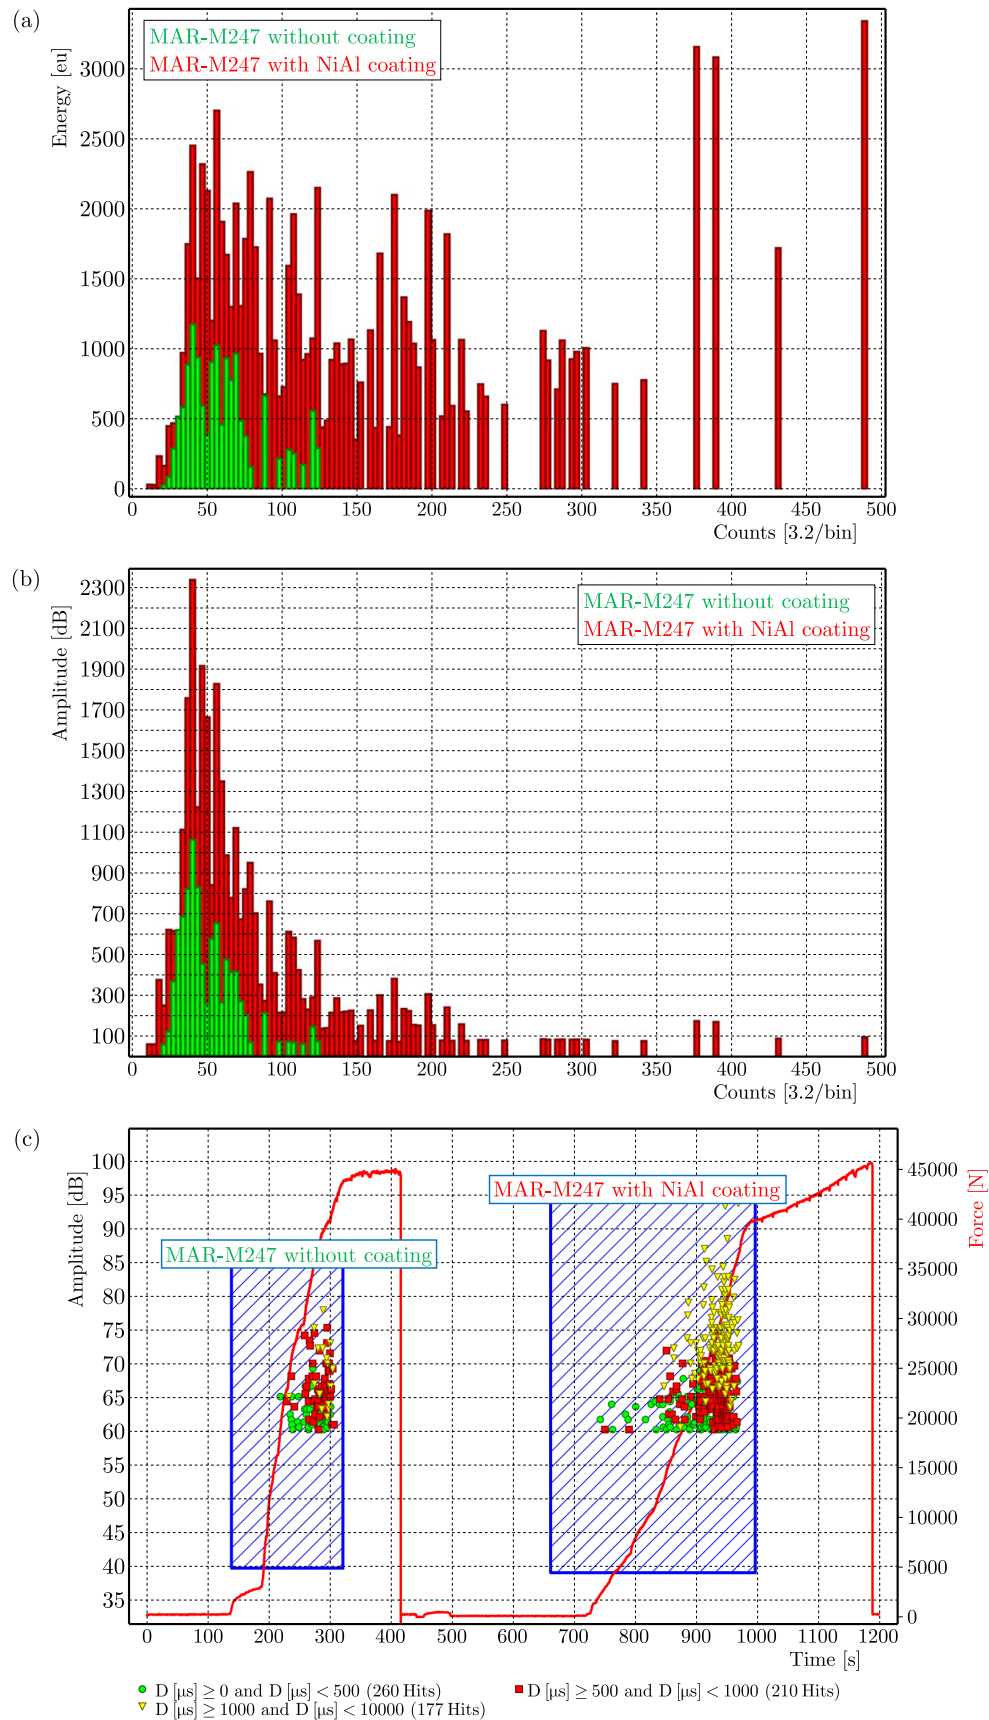 (a)
MAR-M247 without coating
MAR-M247 with NiAl coating
Energy [eu]
3000
2500
2000
1500
1000
500
0
0 50 100 150 200 250 300 350 400 450 500
Counts [3.2/bin]
(b)
MAR-M247 without coating
MAR-M247 with NiAl coating
Amplitude [dB]
2300
2100
1900
1700
1500
1300
1100
900
700
500
300
100
0 50 100 150 200 250 300 350 400 450 500
Counts [3.2/bin]
(c)
Amplitude [dB]
100
95
90
85
80
75
70
65
60
55
50
45
40
35
MAR-M247 without coating
MAR-M247 with NiAl coating
Force [N]
45000
40000
35000
30000
25000
20000
15000
10000
5000
0
0 100 200 300 400 500 600 700 800 900 1000 1100 1200
Time [s]
D [μs] ≥ 0 and D [μs] < 500 (260 Hits)
D [μs] ≥ 500 and D [μs] < 1000 (210 Hits)
D [μs] ≥ 1000 and D [μs] < 10000 (177 Hits)